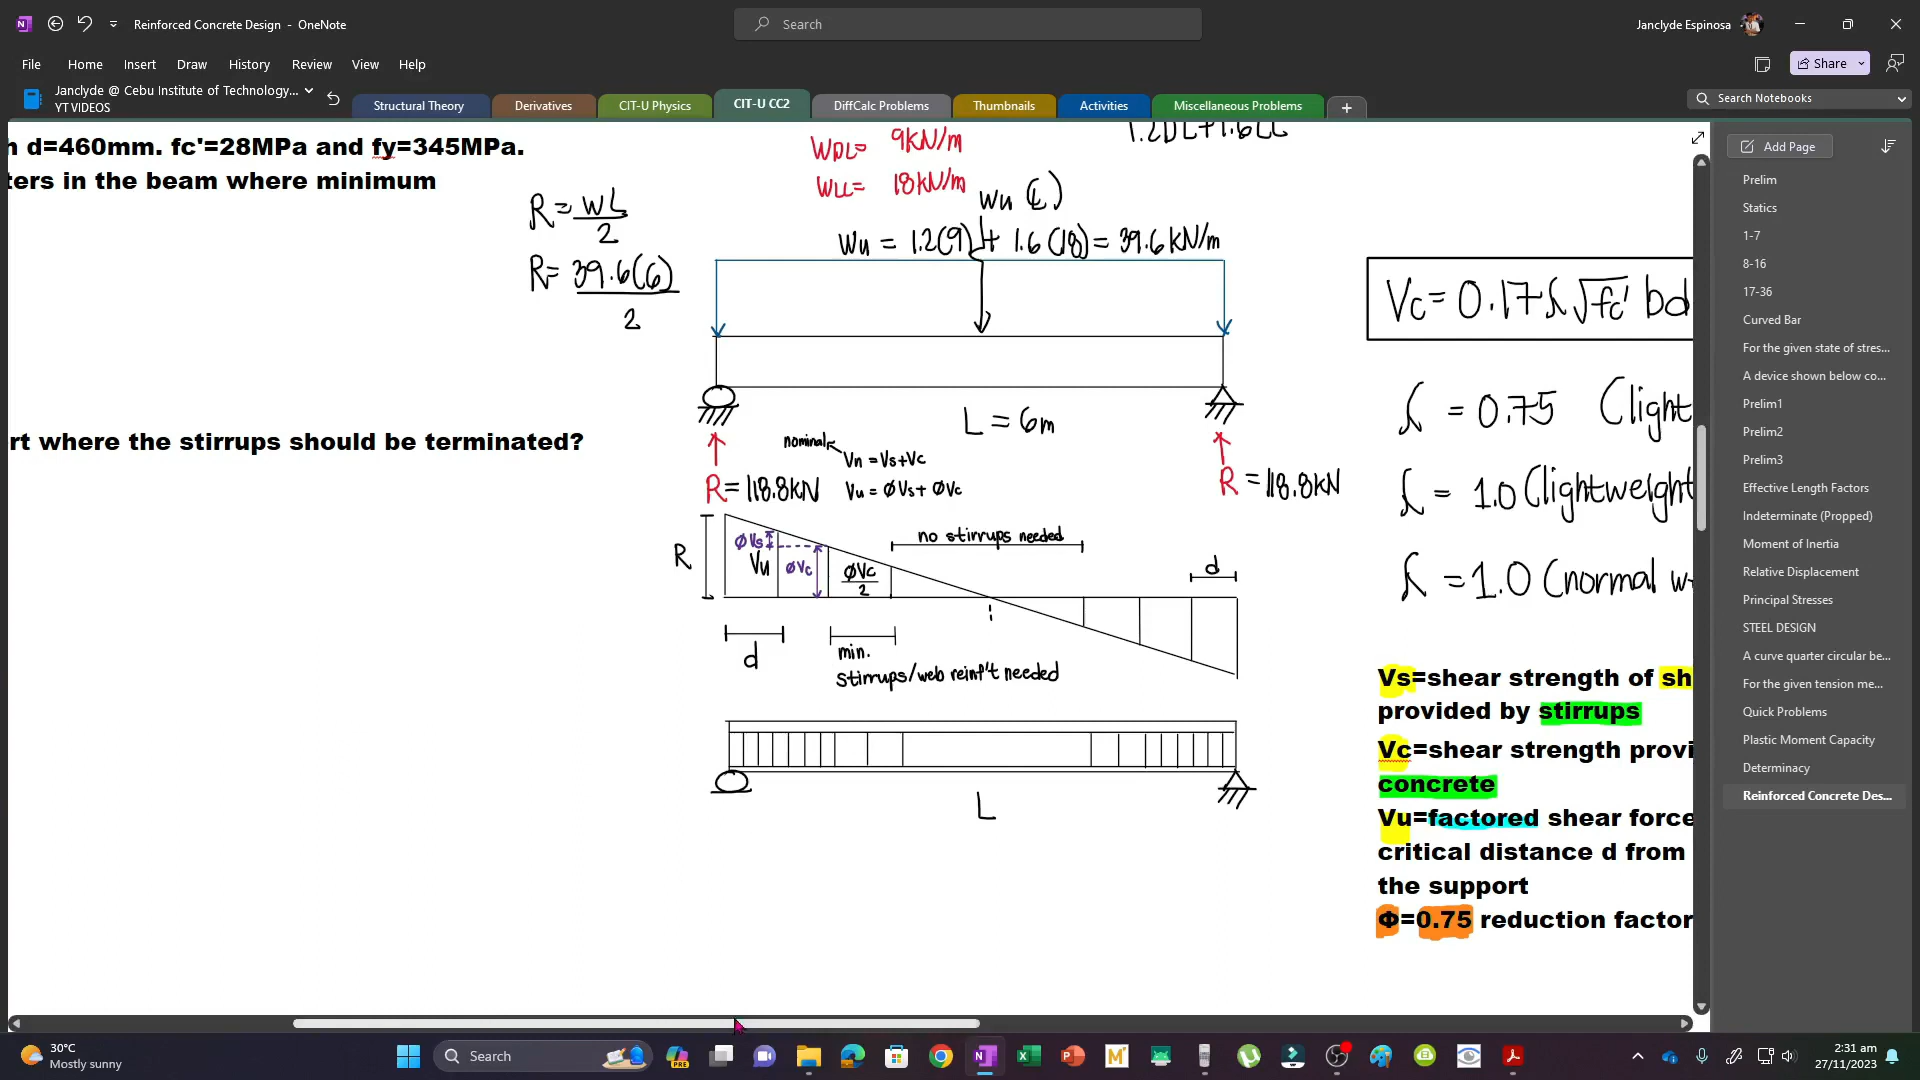 Reinforced Concrete Design - OneNote
Search
Janclyde Espinosa
File Home Insert Draw History Review View Help
Share
Janclyde @ Cebu Institute of Technology...
YT VIDEOS
Structural Theory
Derivatives
CIT-U Physics
CIT-U CC2
DiffCalc Problems
Thumbnails
Activities
Miscellaneous Problems
Search Notebooks
h d=460mm. fc'=28MPa and fy=345MPa.
ters in the beam where minimum
rt where the stirrups should be terminated?
1.2DL+1.6LL
WDL= 9kN/m
WLL= 18kN/m
R = WL/2
R = 39.6(6)/2
Wu (L)
Wu = 1.2(9) + 1.6(18) = 39.6 kN/m
L = 6m
nominal
Vn = Vs+Vc
Vu = ØVs + ØVc
R = 118.8kN
R = 118.8kN
R
ØVs
Vu
ØVc
ØVc/2
no stirrups needed
d
d
min.
stirrups/web reinf't needed
L
Vc = 0.17λ√fc' bd
λ = 0.75 (light
λ = 1.0 (lightweight
λ = 1.0 (normal w
Vs=shear strength of sh
provided by stirrups
Vc=shear strength provi
concrete
Vu=factored shear force
critical distance d from
the support
Φ=0.75 reduction factor
Add Page
Prelim
Statics
1-7
8-16
17-36
Curved Bar
For the given state of stres...
A device shown below co...
Prelim1
Prelim2
Prelim3
Effective Length Factors
Indeterminate (Propped)
Moment of Inertia
Relative Displacement
Principal Stresses
STEEL DESIGN
A curve quarter circular be...
For the given tension me...
Quick Problems
Plastic Moment Capacity
Determinacy
Reinforced Concrete Des...
30°C
Mostly sunny
Search
PRE
2:31 am
27/11/2023